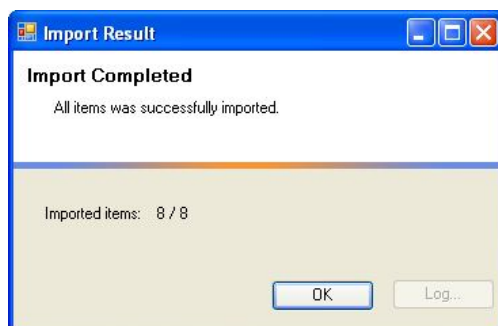 Import Result
Import Completed
All items was successfully imported.
Imported items: 8 / 8
OK
Log...